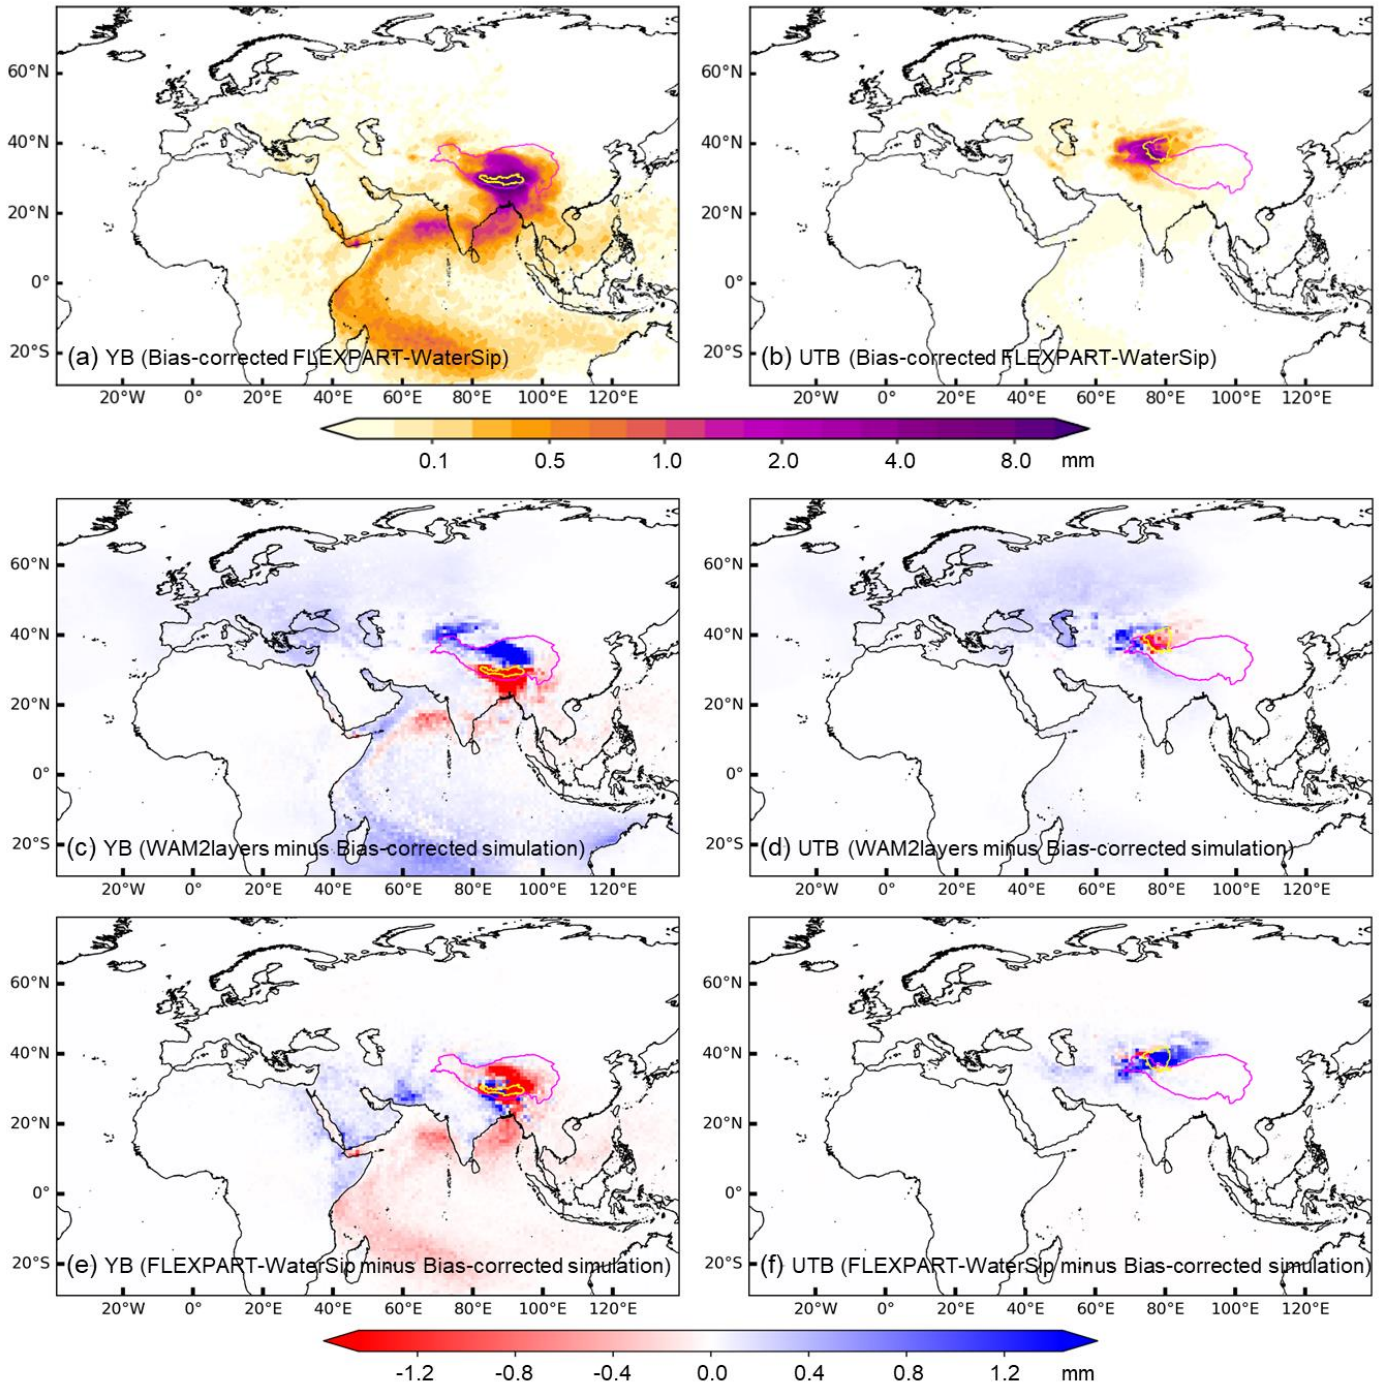 60°N
40°N
20°N
0°
20°S
(a) YB (Bias-corrected FLEXPART-WaterSip)
20°W 0° 20°E 40°E 60°E 80°E 100°E 120°E
60°N
40°N
20°N
0°
20°S
(b) UTB (Bias-corrected FLEXPART-WaterSip)
20°W 0° 20°E 40°E 60°E 80°E 100°E 120°E
0.1 0.5 1.0 2.0 4.0 8.0 mm
60°N
40°N
20°N
0°
20°S
(c) YB (WAM2layers minus Bias-corrected simulation)
20°W 0° 20°E 40°E 60°E 80°E 100°E 120°E
60°N
40°N
20°N
0°
20°S
(d) UTB (WAM2layers minus Bias-corrected simulation)
20°W 0° 20°E 40°E 60°E 80°E 100°E 120°E
60°N
40°N
20°N
0°
20°S
(e) YB (FLEXPART-WaterSip minus Bias-corrected simulation)
20°W 0° 20°E 40°E 60°E 80°E 100°E 120°E
60°N
40°N
20°N
0°
20°S
(f) UTB (FLEXPART-WaterSip minus Bias-corrected simulation)
20°W 0° 20°E 40°E 60°E 80°E 100°E 120°E
-1.2 -0.8 -0.4 0.0 0.4 0.8 1.2 mm